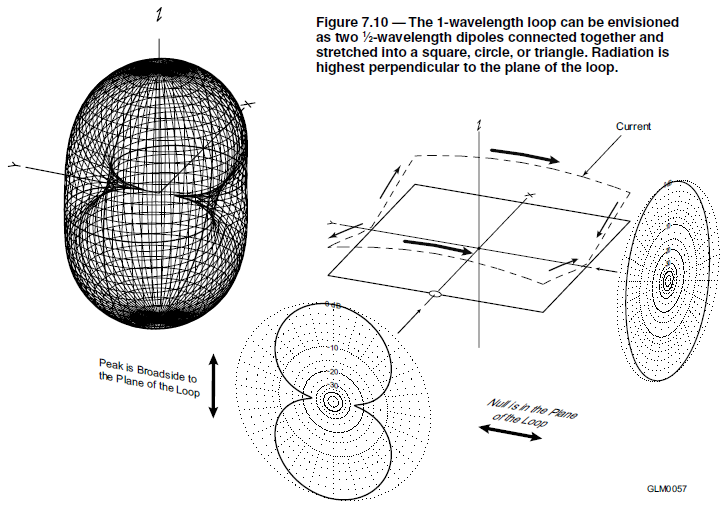 Figure 7.10 — The 1-wavelength loop can be envisioned
as two ½-wavelength dipoles connected together and
stretched into a square, circle, or triangle. Radiation is
highest perpendicular to the plane of the loop.
Z
X
Y
Z
Current
X
Y
0 dB
-10
-20
-30
Peak is Broadside to
the Plane of the Loop
Null is in the Plane
of the Loop
GLM0057